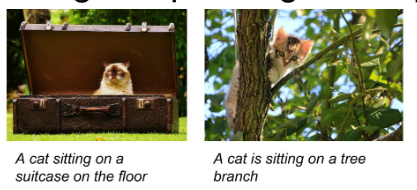 A cat sitting on a
suitcase on the floor
A cat is sitting on a tree
branch